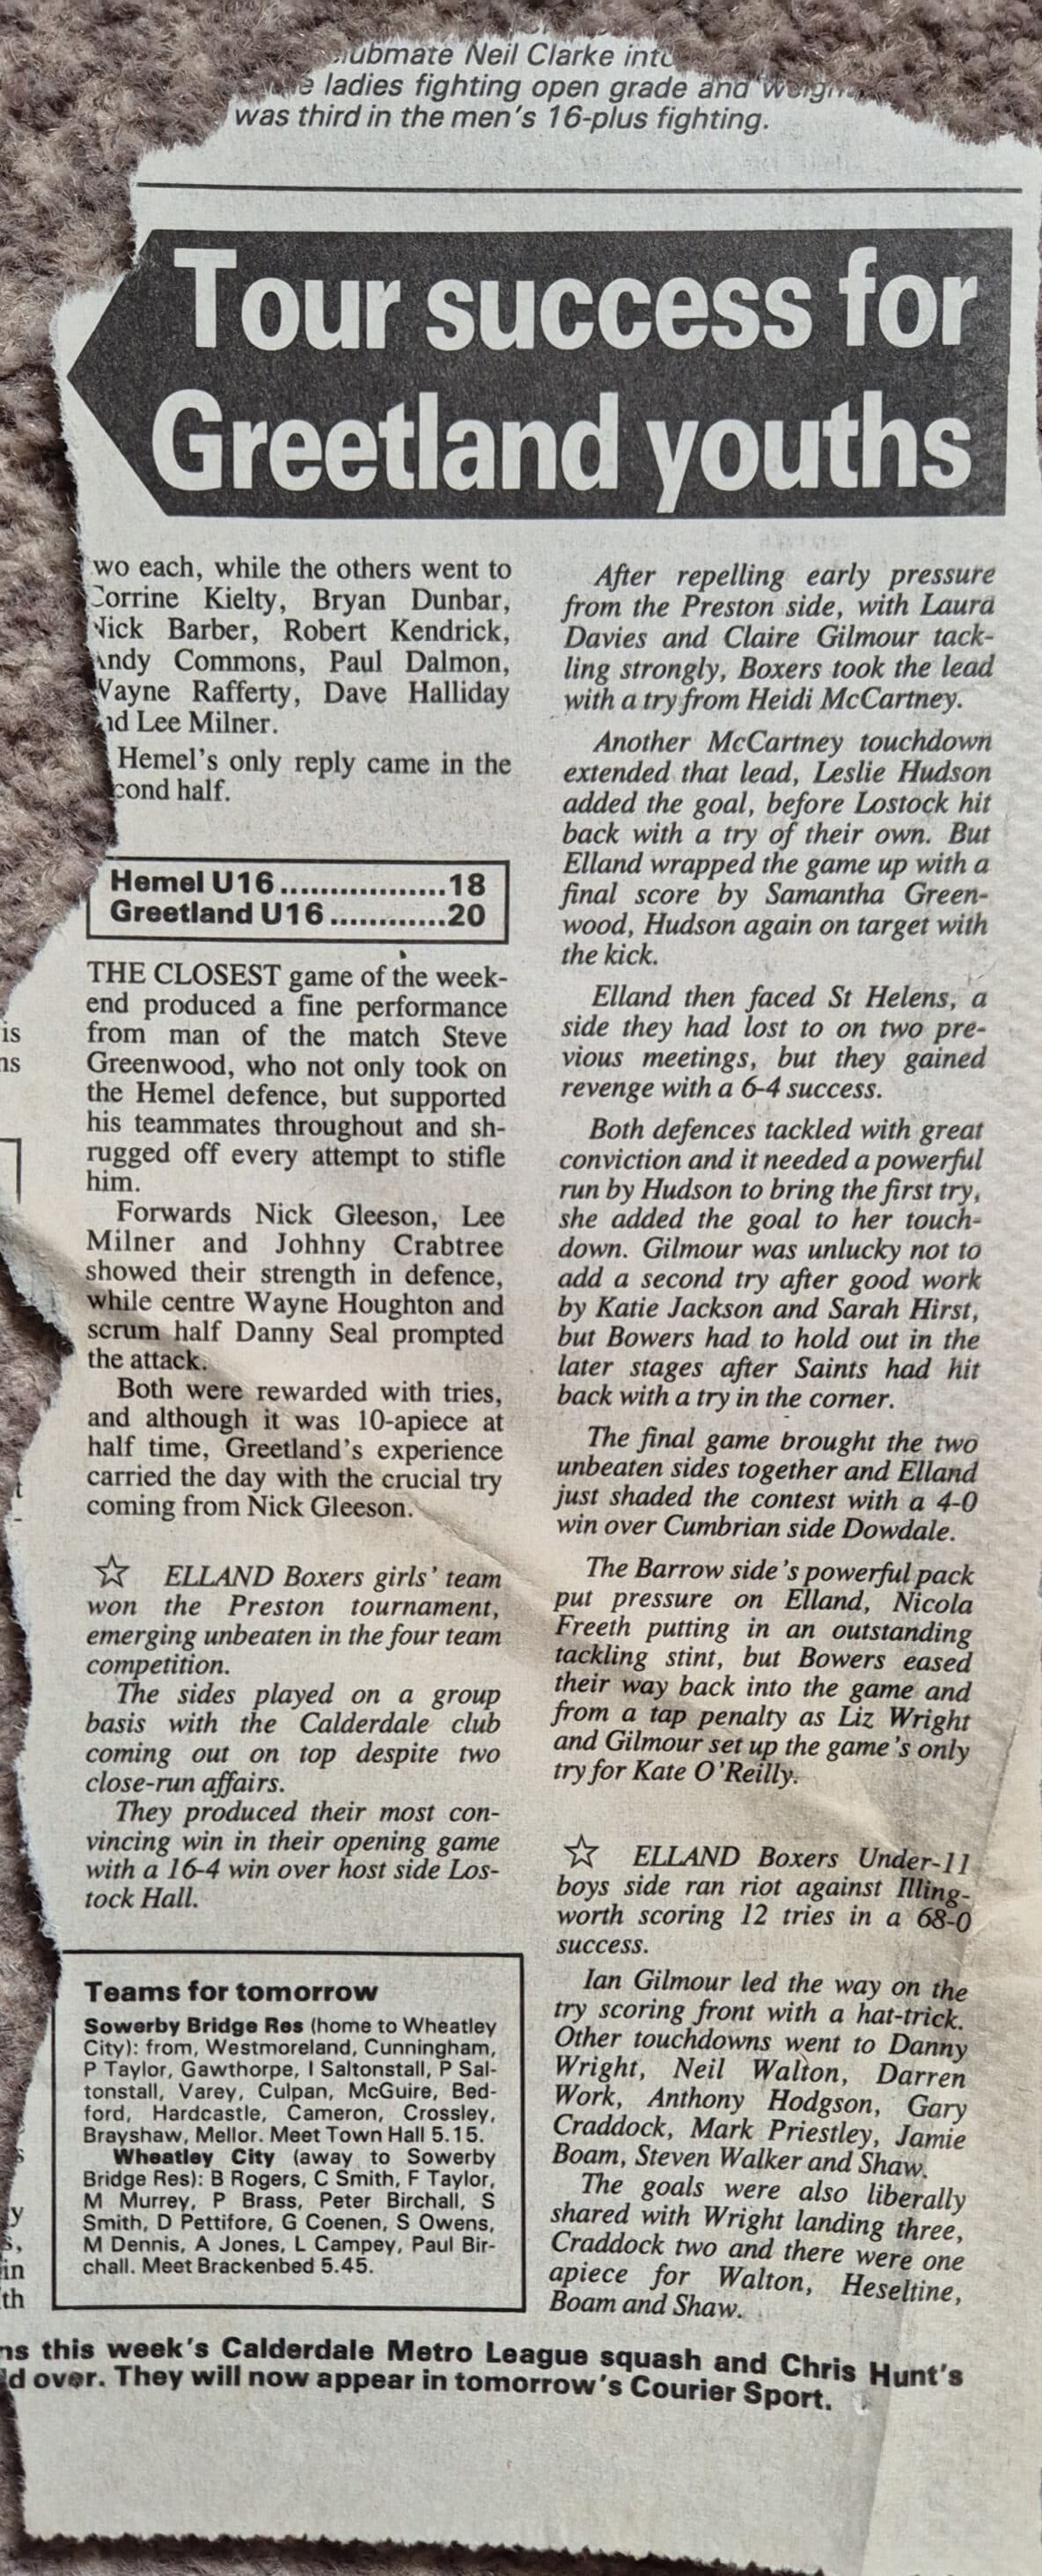 Neil Clarke into
ladies fighting open grade and
was third in the men's 16-plus fighting.
Tour success for
Greetland youths
wo each, while the others went to
Corrine Kielty, Bryan Dunbar,
Nick Barber, Robert Kendrick,
Andy Commons, Paul Dalmon,
Wayne Rafferty, Dave Halliday
nd Lee Milner.
Hemel's only reply came in the
cond half.
Hemel U16..................18
Greetland U16............20
THE CLOSEST game of the week-
end produced a fine performance
from man of the match Steve
Greenwood, who not only took on
the Hemel defence, but supported
his teammates throughout and sh-
rugged off every attempt to stifle
him.
Forwards Nick Gleeson, Lee
Milner and Johhny Crabtree
showed their strength in defence,
while centre Wayne Houghton and
scrum half Danny Seal prompted
the attack.
Both were rewarded with tries,
and although it was 10-apiece at
half time, Greetland's experience
carried the day with the crucial try
coming from Nick Gleeson.
☆ ELLAND Boxers girls' team
won the Preston tournament,
emerging unbeaten in the four team
competition.
The sides played on a group
basis with the Calderdale club
coming out on top despite two
close-run affairs.
They produced their most con-
vincing win in their opening game
with a 16-4 win over host side Los-
tock Hall.
Teams for tomorrow
Sowerby Bridge Res (home to Wheatley
City): from, Westmoreland, Cunningham,
P Taylor, Gawthorpe, I Saltonstall, P Sal-
tonstall, Varey, Culpan, McGuire, Bed-
ford, Hardcastle, Cameron, Crossley,
Brayshaw, Mellor. Meet Town Hall 5.15.
Wheatley City (away to Sowerby
Bridge Res): B Rogers, C Smith, F Taylor,
M Murrey, P Brass, Peter Birchall, S
Smith, D Pettifore, G Coenen, S Owens,
M Dennis, A Jones, L Campey, Paul Bir-
chall. Meet Brackenbed 5.45.
After repelling early pressure
from the Preston side, with Laura
Davies and Claire Gilmour tack-
ling strongly, Boxers took the lead
with a try from Heidi McCartney.
Another McCartney touchdown
extended that lead, Leslie Hudson
added the goal, before Lostock hit
back with a try of their own. But
Elland wrapped the game up with a
final score by Samantha Green-
wood, Hudson again on target with
the kick.
Elland then faced St Helens, a
side they had lost to on two pre-
vious meetings, but they gained
revenge with a 6-4 success.
Both defences tackled with great
conviction and it needed a powerful
run by Hudson to bring the first try,
she added the goal to her touch-
down. Gilmour was unlucky not to
add a second try after good work
by Katie Jackson and Sarah Hirst,
but Bowers had to hold out in the
later stages after Saints had hit
back with a try in the corner.
The final game brought the two
unbeaten sides together and Elland
just shaded the contest with a 4-0
win over Cumbrian side Dowdale.
The Barrow side's powerful pack
put pressure on Elland, Nicola
Freeth putting in an outstanding
tackling stint, but Bowers eased
their way back into the game and
from a tap penalty as Liz Wright
and Gilmour set up the game's only
try for Kate O'Reilly.
☆ ELLAND Boxers Under-11
boys side ran riot against Illing-
worth scoring 12 tries in a 68-0
success.
Ian Gilmour led the way on the
try scoring front with a hat-trick.
Other touchdowns went to Danny
Wright, Neil Walton, Darren
Work, Anthony Hodgson, Gary
Craddock, Mark Priestley, Jamie
Boam, Steven Walker and Shaw.
The goals were also liberally
shared with Wright landing three,
Craddock two and there were one
apiece for Walton, Heseltine,
Boam and Shaw.
ns this week's Calderdale Metro League squash and Chris Hunt's
d over. They will now appear in tomorrow's Courier Sport.